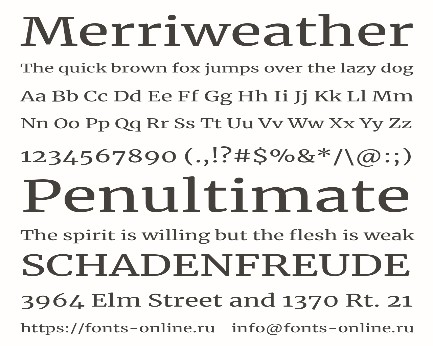 Merriweather
The quick brown fox jumps over the lazy dog
Aa Bb Cc Dd Ee Ff Gg Hh Ii Jj Kk Ll Mm
Nn Oo Pp Qq Rr Ss Tt Uu Vv Ww Xx Yy Zz
1234567890 (.,!?#$%&*/\@:;)
Penultimate
The spirit is willing but the flesh is weak
SCHADENFREUDE
3964 Elm Street and 1370 Rt. 21
https://fonts-online.ru info@fonts-online.ru